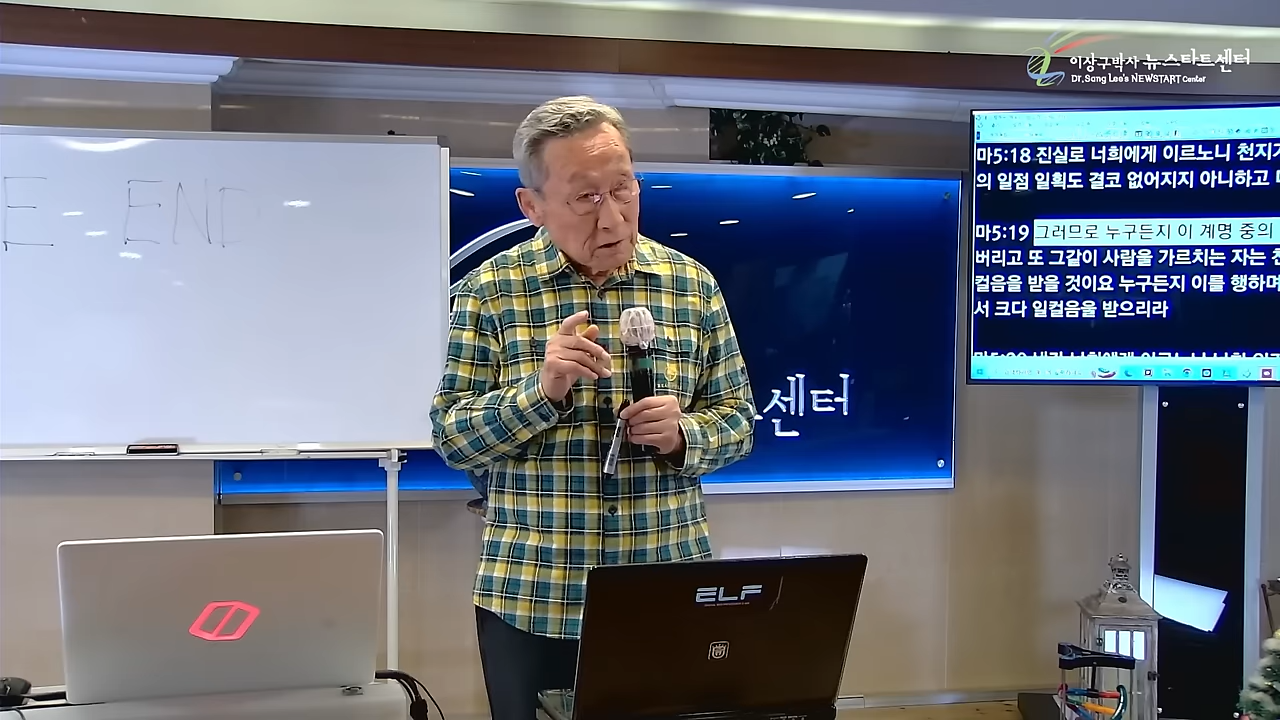 이상구박사 뉴스타트센터
Dr. Sang Lee's NEWSTART Center
E END
마5:18 진실로 너희에게 이르노니 천지가
의 일점 일획도 결코 없어지지 아니하고
마5:19 그러므로 누구든지 이 계명 중의
버리고 또 그같이 사람을 가르치는 자는
컬음을 받을 것이요 누구든지 이를 행하며
서 크다 일컬음을 받으리라
센터
ELF